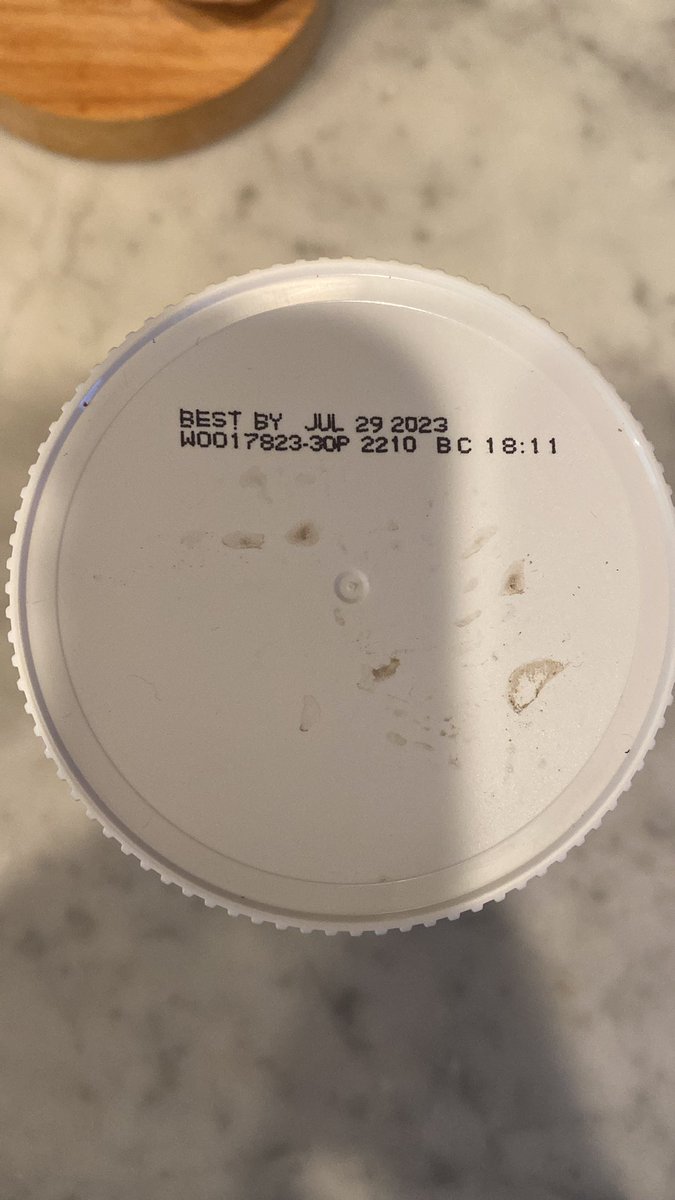 BEST BY JUL 29 2023
W0017823-30P 2210 BC 18:11